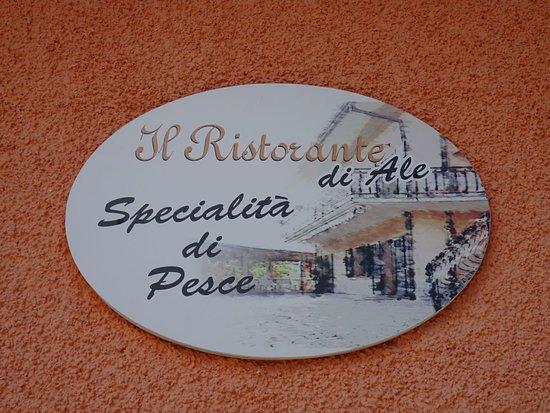 Il Ristorante
di Ale
Specialità
di
Pesce